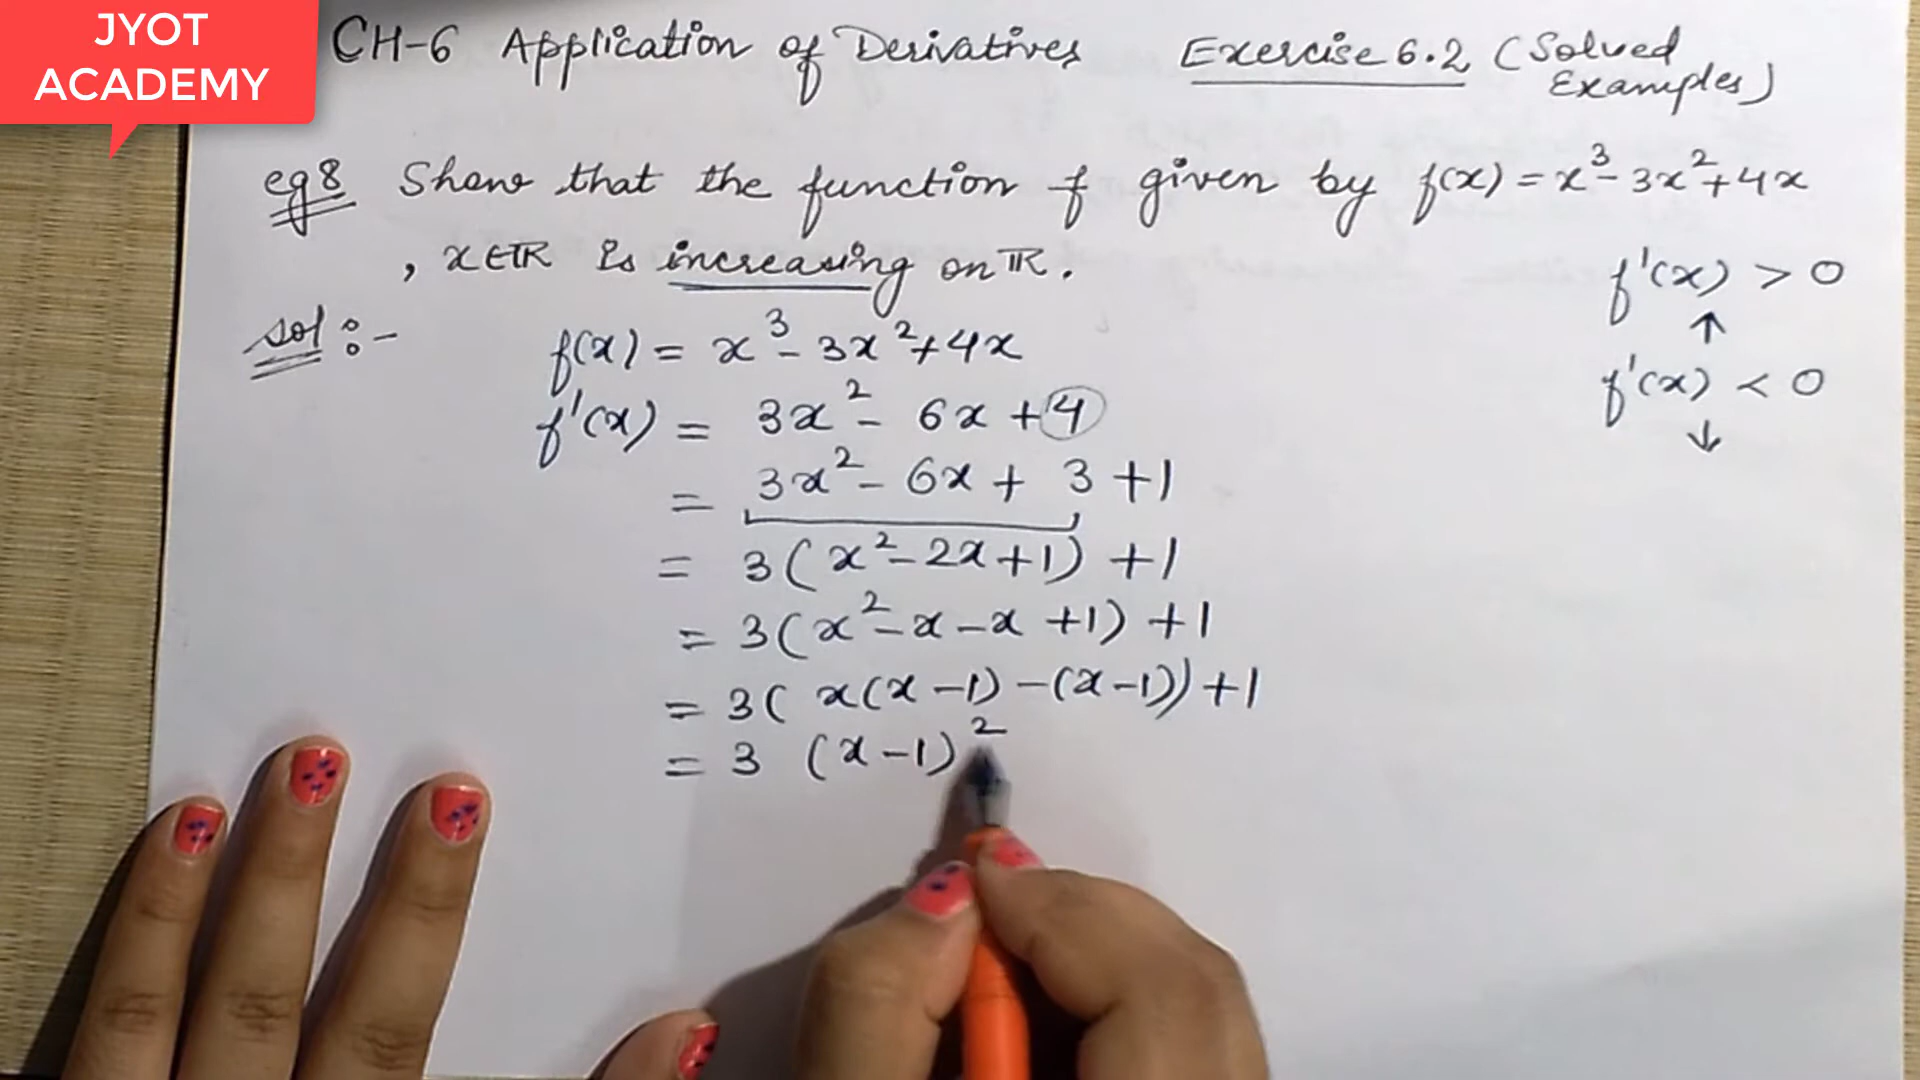 JYOT
ACADEMY
CH-6 Application of Derivatives Exercise 6.2 (Solved Examples)
eg 8 Show that the function f given by f(x) = x³ - 3x² + 4x
, x∈ℝ is increasing on ℝ.
f'(x) > 0
↑
f'(x) < 0
↓
sol :-
f(x) = x³ - 3x² + 4x
f'(x) = 3x² - 6x + 4
= 3x² - 6x + 3 + 1
= 3(x² - 2x + 1) + 1
= 3(x² - x - x + 1) + 1
= 3( x(x - 1) - (x - 1)) + 1
= 3 (x - 1)²